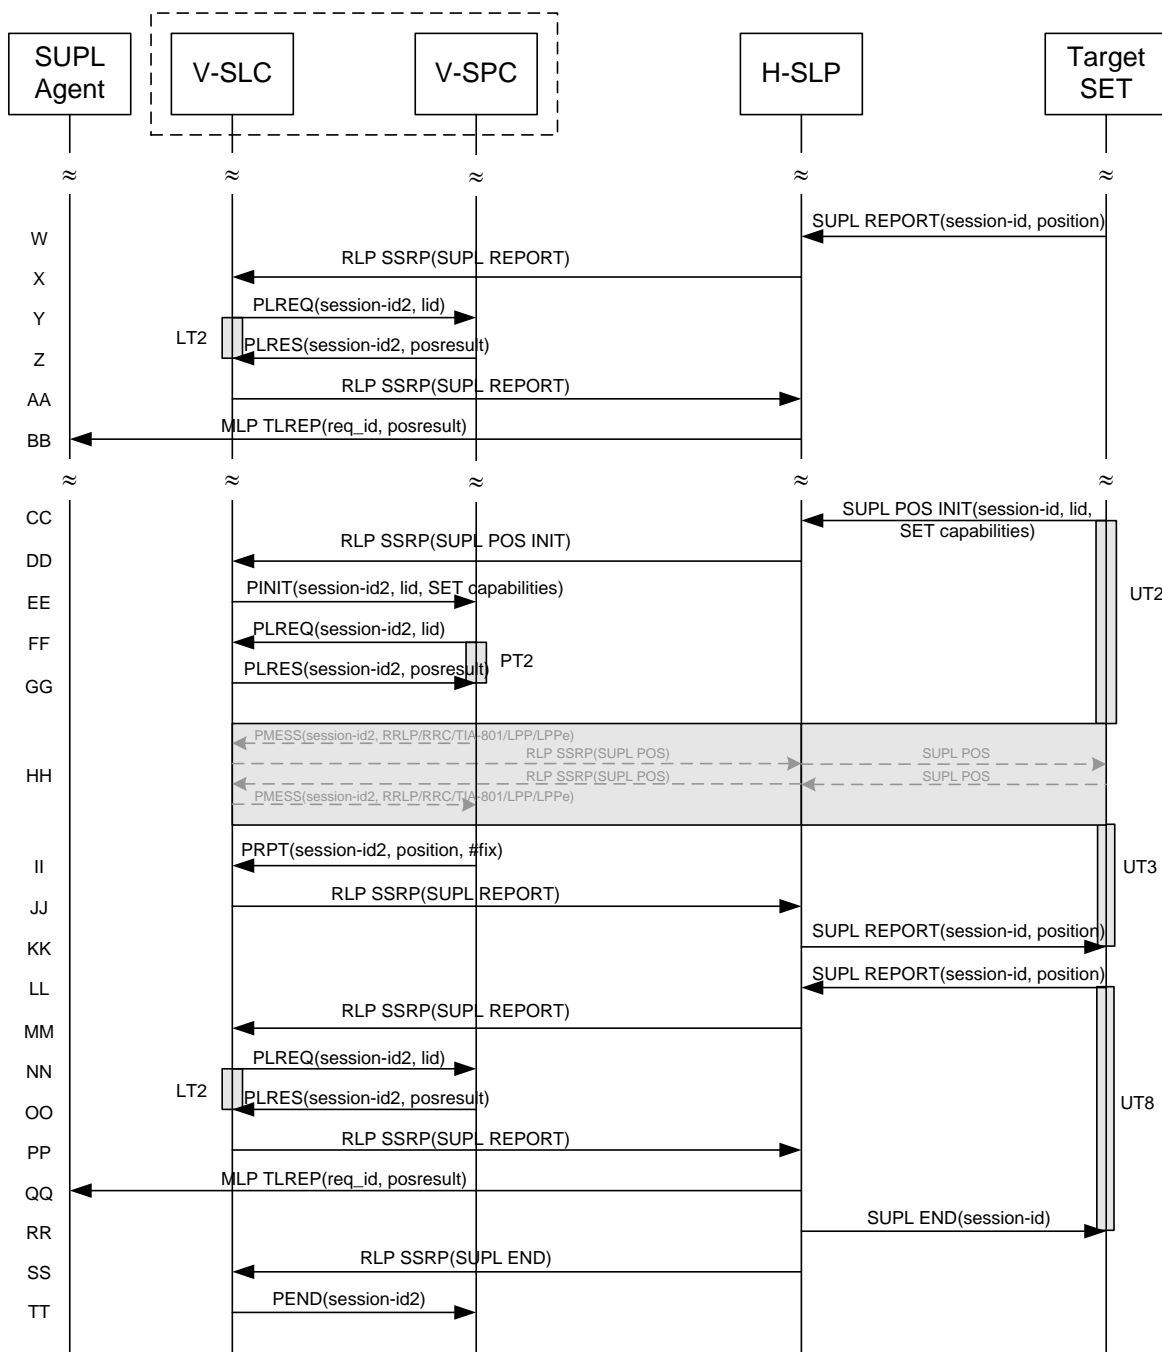 SUPL
Agent
V-SLC
V-SPC
H-SLP
Target
SET
≈ ≈ ≈ ≈ ≈
W
SUPL REPORT(session-id, position)
X
RLP SSRP(SUPL REPORT)
Y
PLREQ(session-id2, lid)
LT2
Z
PLRES(session-id2, posresult)
AA
RLP SSRP(SUPL REPORT)
BB
MLP TLREP(req_id, posresult)
≈ ≈ ≈ ≈ ≈
CC
SUPL POS INIT(session-id, lid,
SET capabilities)
DD
RLP SSRP(SUPL POS INIT)
EE
PINIT(session-id2, lid, SET capabilities)
UT2
FF
PLREQ(session-id2, lid)
PT2
GG
PLRES(session-id2, posresult)
HH
PMESS(session-id2, RRLP/RRC/TIA-801/LPP/LPPe)
RLP SSRP(SUPL POS)
SUPL POS
RLP SSRP(SUPL POS)
SUPL POS
PMESS(session-id2, RRLP/RRC/TIA-801/LPP/LPPe)
II
PRPT(session-id2, position, #fix)
UT3
JJ
RLP SSRP(SUPL REPORT)
KK
SUPL REPORT(session-id, position)
LL
SUPL REPORT(session-id, position)
MM
RLP SSRP(SUPL REPORT)
NN
PLREQ(session-id2, lid)
LT2
OO
PLRES(session-id2, posresult)
UT8
PP
RLP SSRP(SUPL REPORT)
QQ
MLP TLREP(req_id, posresult)
RR
SUPL END(session-id)
SS
RLP SSRP(SUPL END)
TT
PEND(session-id2)